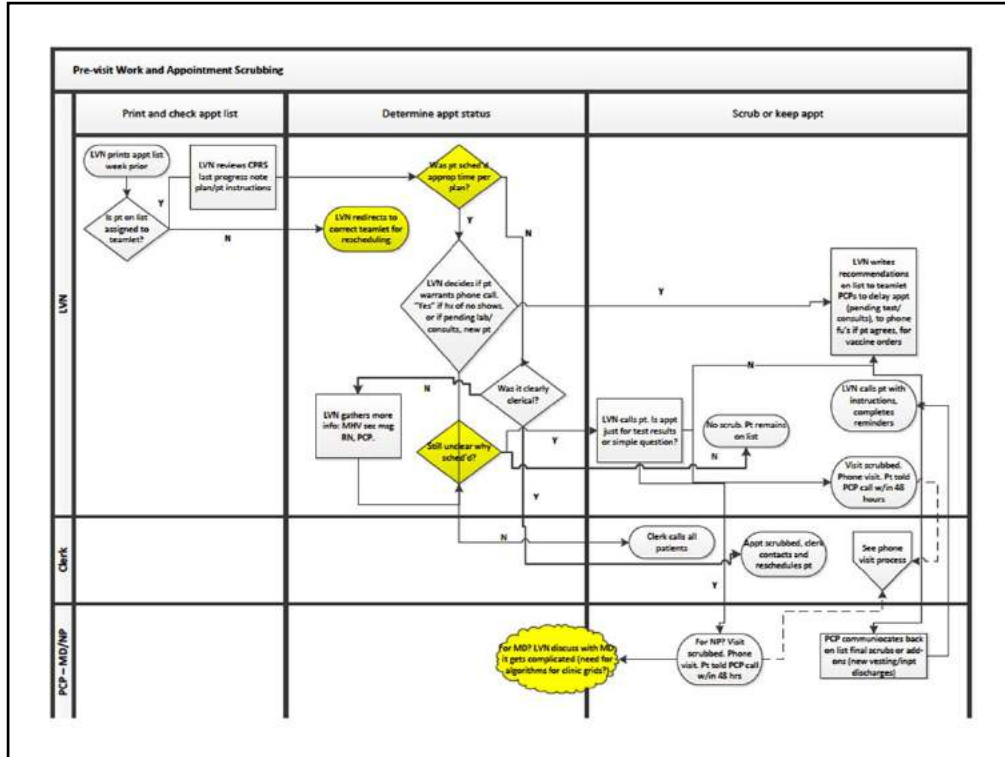 Pre-visit Work and Appointment Scrubbing
Print and check appt list
Determine appt status
Scrub or keep appt
LVN
LVN prints appt list
week prior
Is pt on list
assigned to
teamlet?
Y
N
LVN reviews CPRS
last progress note
plan/pt instructions
Was pt sched'd
approp time per
plan?
Y
N
LVN redirects to
correct teamlet for
rescheduling
LVN decides if pt
warrants phone call.
"Yes" if hx of no shows,
or if pending lab/
consults, new pt
Y
LVN writes
recommendations
on list to teamlet
PCPs to delay appt
(pending test/
consults), to phone
fu's if pt agrees, for
vaccine orders
Was it clearly
clerical?
N
Y
LVN gathers more
info: MHV sec msg
RN, PCP.
Still unclear why
sched'd?
Y
N
LVN calls pt. Is appt
just for test results
or simple question?
N
Y
No scrub. Pt remains
on list
LVN calls pt with
instructions,
completes
reminders
Visit scrubbed.
Phone visit. Pt told
PCP call w/in 48
hours
Clerk
N
Clerk calls all
patients
Appt scrubbed, clerk
contacts and
reschedules pt
See phone
visit process
PCP – MD/NP
For MD? LVN discuss with MD,
it gets complicated (need for
algorithms for clinic grids?)
For NP? Visit
scrubbed. Phone
visit. Pt told PCP call
w/in 48 hrs
PCP communiocates back
on list final scrubs or add-
ons (new vesting/inpt
discharges)